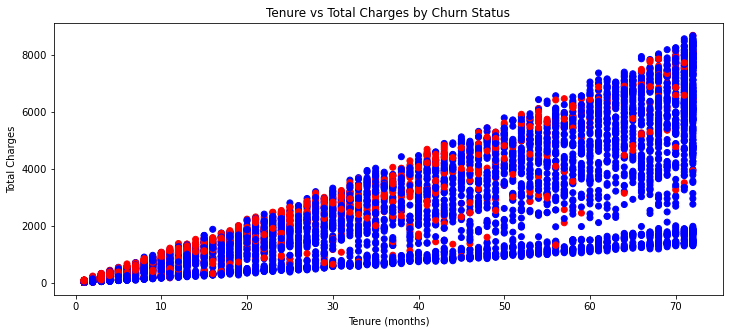 Tenure vs Total Charges by Churn Status
Total Charges
8000
6000
4000
2000
0
0 10 20 30 40 50 60 70
Tenure (months)